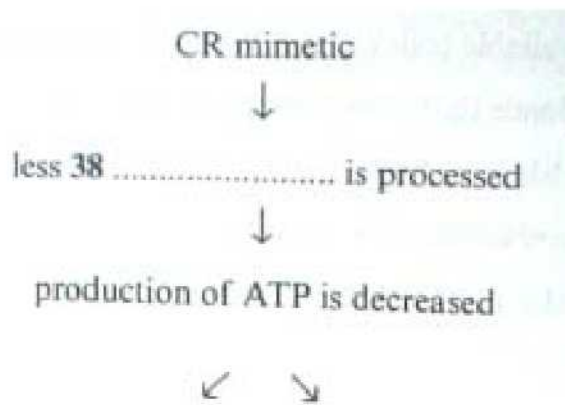 CR mimetic
↓
less 38 ........................ is processed
↓
production of ATP is decreased
↙ ↘